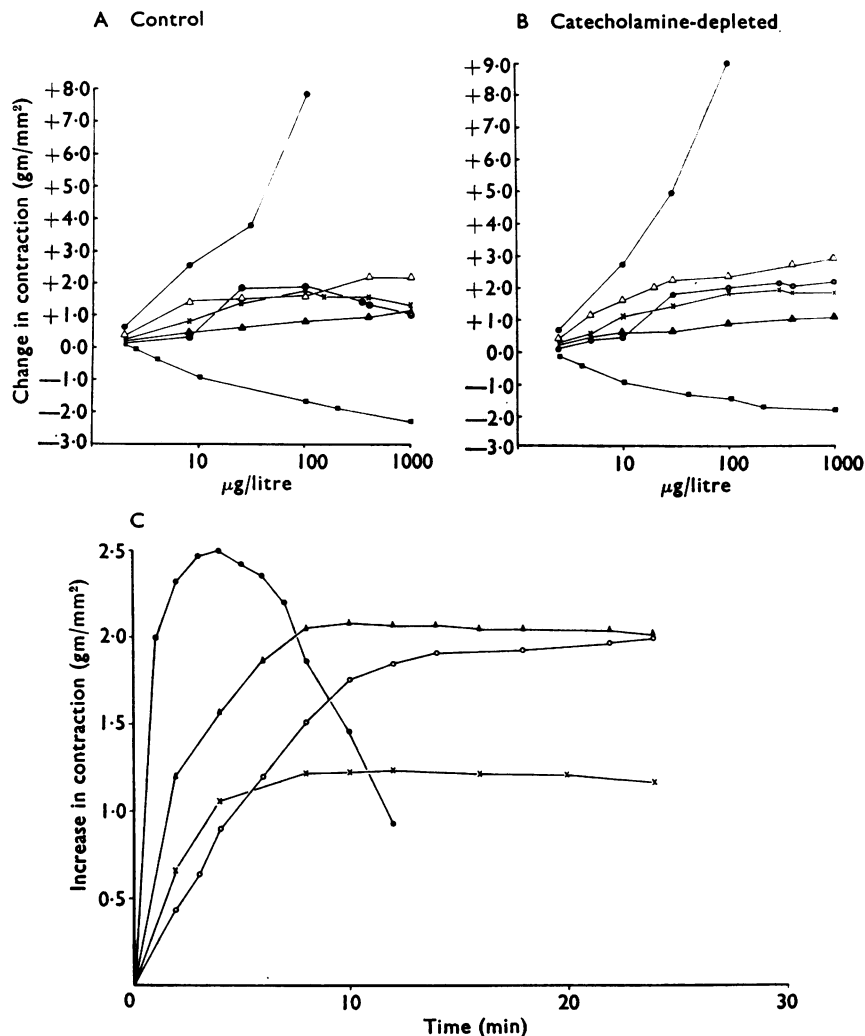 A Control
B Catecholamine-depleted
Change in contraction (gm/mm²)
+8·0
+7·0
+6·0
+5·0
+4·0
+3·0
+2·0
+1·0
0·0
—1·0
—2·0
—3·0
10 100 1000
μg/litre
+9·0
+8·0
+7·0
+6·0
+5·0
+4·0
+3·0
+2·0
+1·0
0·0
—1·0
—2·0
—3·0
10 100 1000
μg/litre
C
Increase in contraction (gm/mm²)
2·5
2·0
1·5
1·0
0·5
0 10 20 30
Time (min)